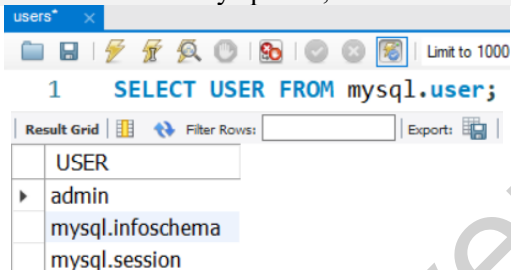 users*
Limit to 1000
1 SELECT USER FROM mysql.user;
Result Grid Filter Rows: Export:
USER
admin
mysql.infoschema
mysql.session